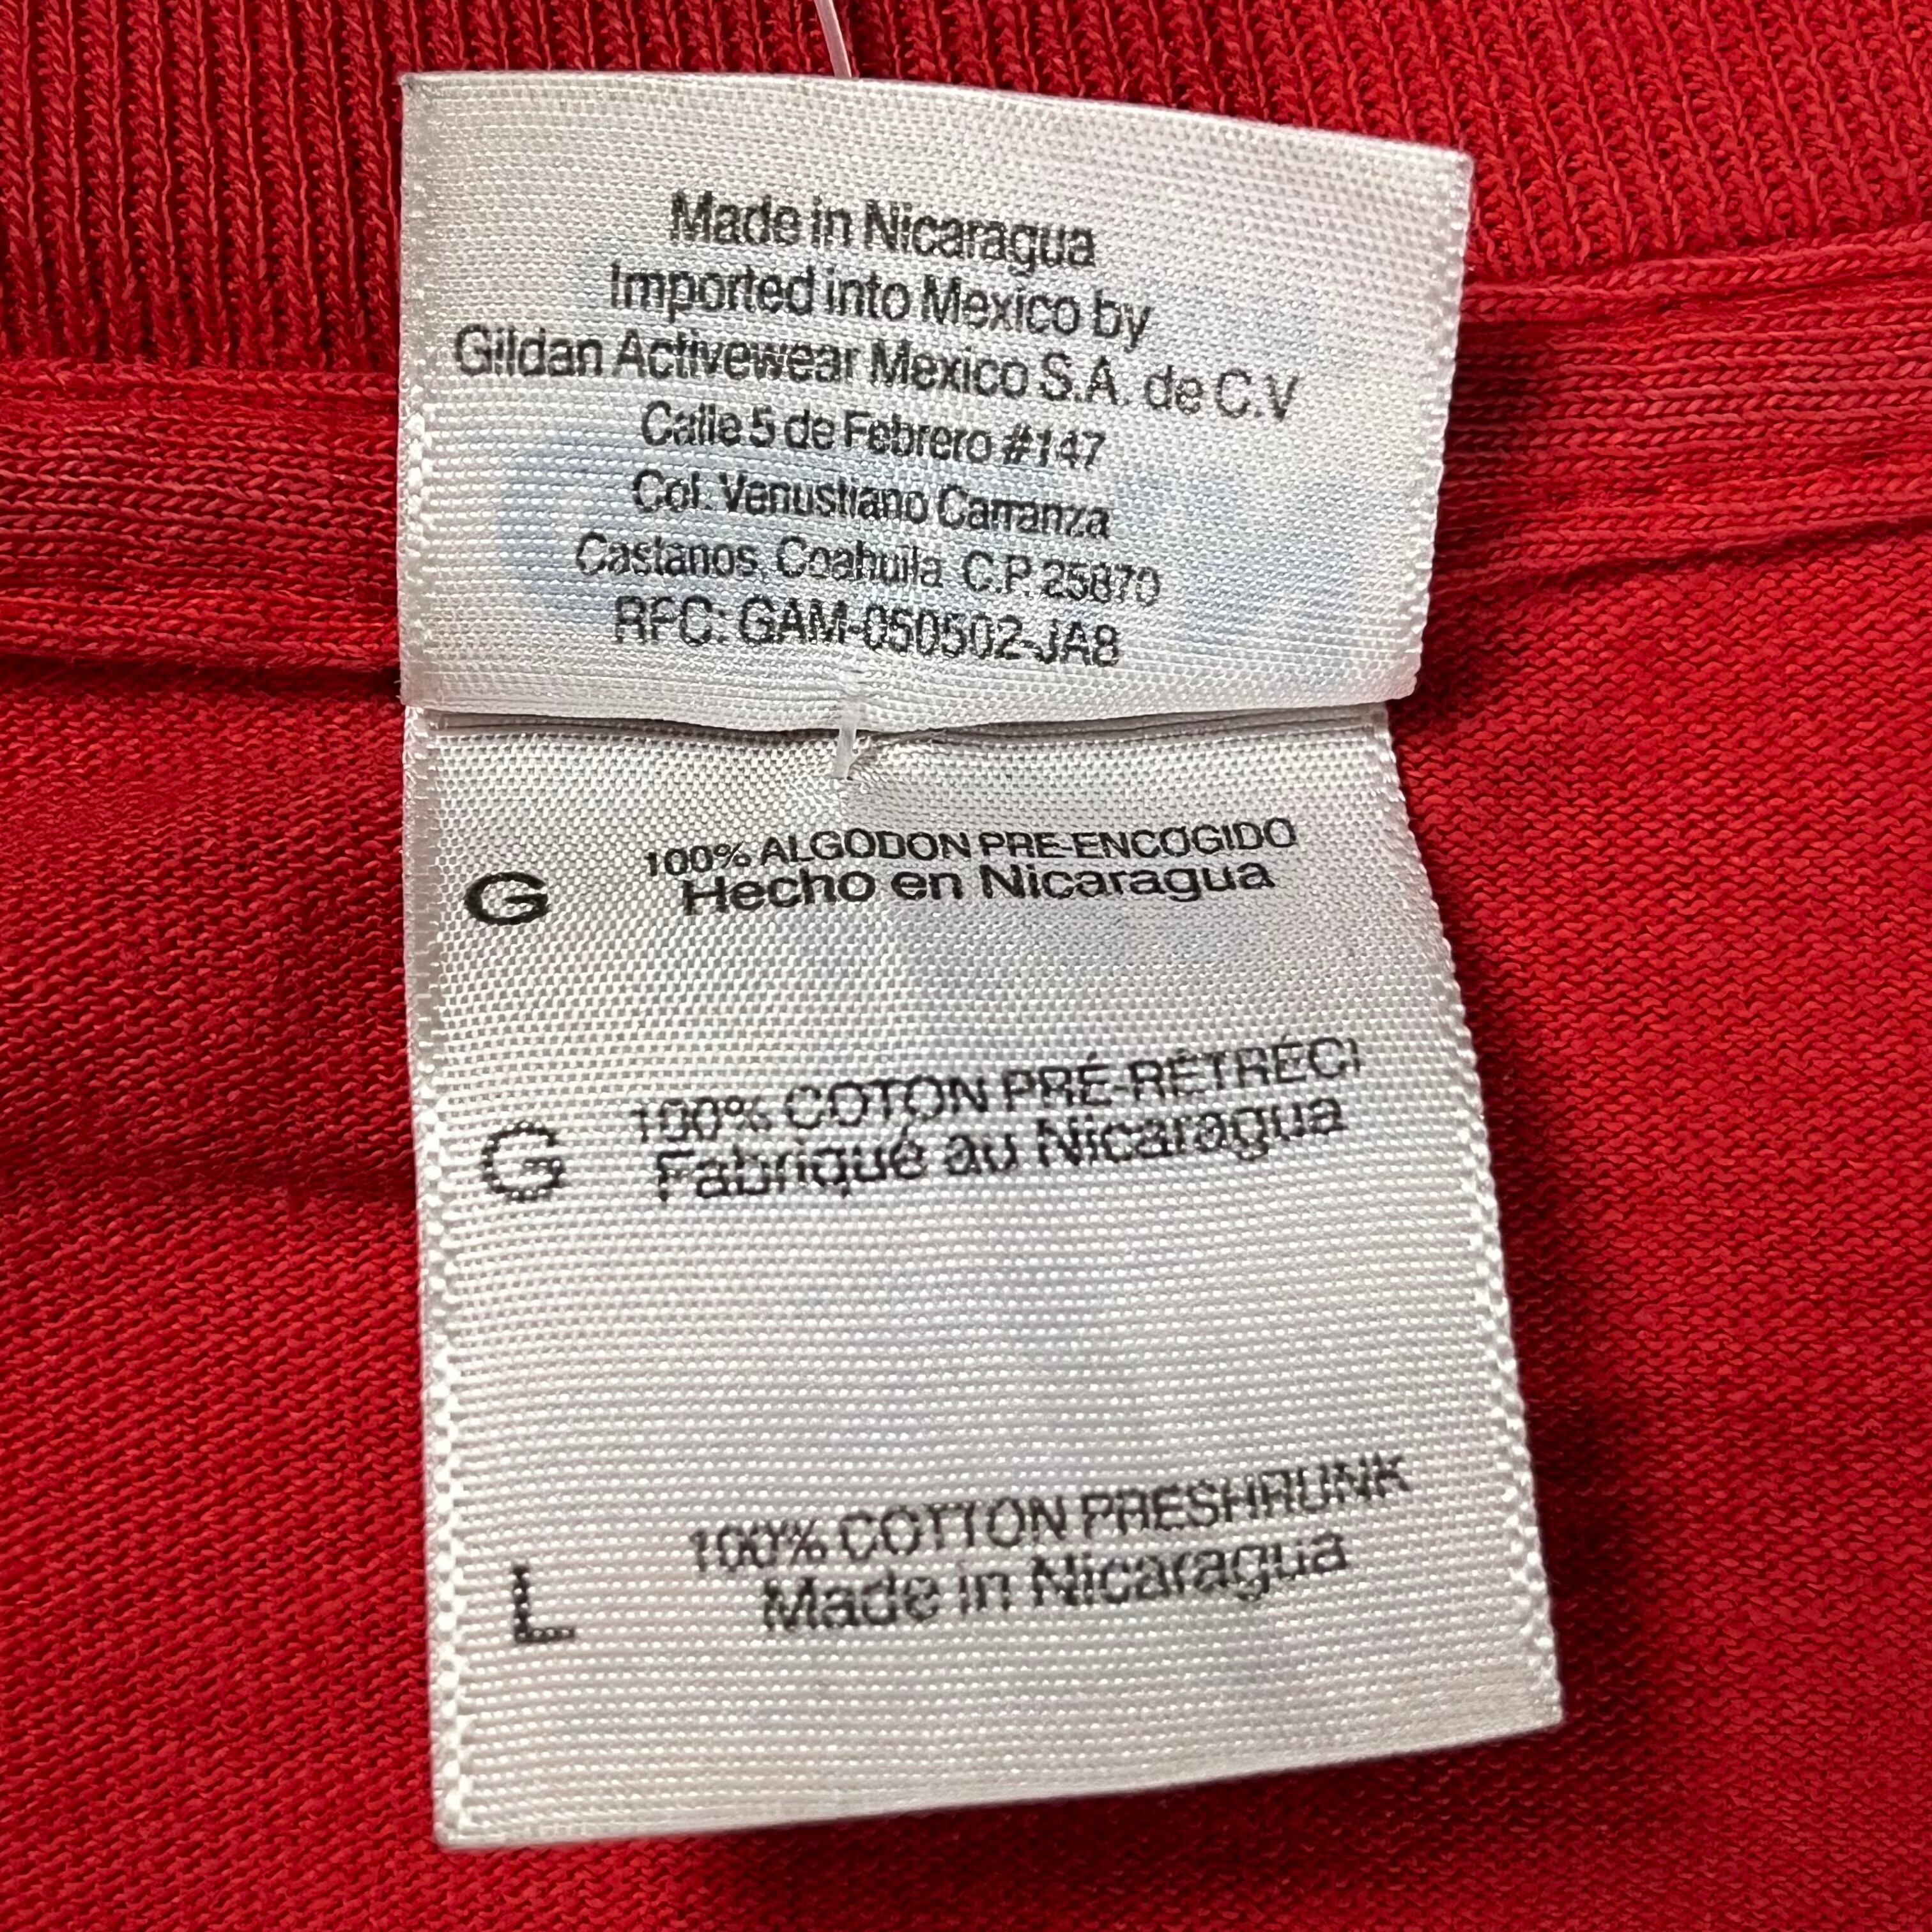 Made in Nicaragua
Imported into Mexico by
Gildan Activewear Mexico S.A. de C.V
Calle 5 de Febrero #147
Col. Venustiano Carranza
Castanos, Coahuila C.P. 25870
RFC: GAM-050502-JA8
G 100% ALGODON PRE-ENCOGIDO
Hecho en Nicaragua
G 100% COTON PRÉ-RÉTRÉCI
Fabriqué au Nicaragua
L 100% COTTON PRESHRUNK
Made in Nicaragua